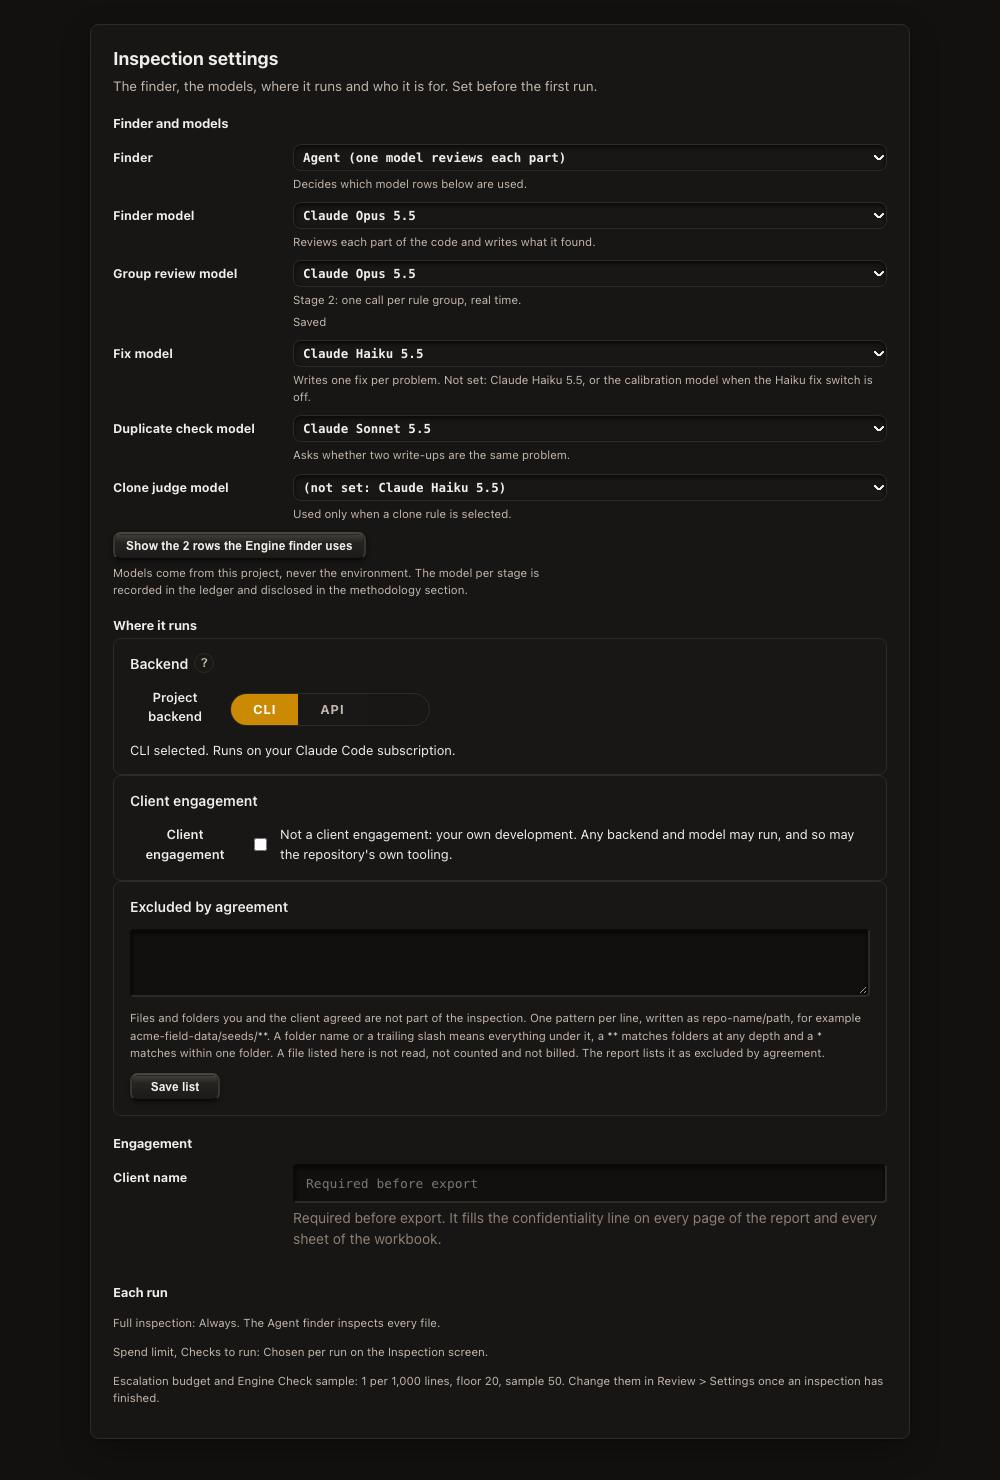 Inspection settings
The finder, the models, where it runs and who it is for. Set before the first run.
Finder and models
Finder
Agent (one model reviews each part)
Decides which model rows below are used.
Finder model
Claude Opus 5.5
Reviews each part of the code and writes what it found.
Group review model
Claude Opus 5.5
Stage 2: one call per rule group, real time.
Saved
Fix model
Claude Haiku 5.5
Writes one fix per problem. Not set: Claude Haiku 5.5, or the calibration model when the Haiku fix switch is
off.
Duplicate check model
Claude Sonnet 5.5
Asks whether two write-ups are the same problem.
Clone judge model
(not set: Claude Haiku 5.5)
Used only when a clone rule is selected.
Show the 2 rows the Engine finder uses
Models come from this project, never the environment. The model per stage is
recorded in the ledger and disclosed in the methodology section.
Where it runs
Backend ?
Project
backend
CLI API
CLI selected. Runs on your Claude Code subscription.
Client engagement
Client
engagement
Not a client engagement: your own development. Any backend and model may run, and so may
the repository's own tooling.
Excluded by agreement
Files and folders you and the client agreed are not part of the inspection. One pattern per line, written as repo-name/path, for example
acme-field-data/seeds/**. A folder name or a trailing slash means everything under it, a ** matches folders at any depth and a *
matches within one folder. A file listed here is not read, not counted and not billed. The report lists it as excluded by agreement.
Save list
Engagement
Client name
Required before export
Required before export. It fills the confidentiality line on every page of the report and every
sheet of the workbook.
Each run
Full inspection: Always. The Agent finder inspects every file.
Spend limit, Checks to run: Chosen per run on the Inspection screen.
Escalation budget and Engine Check sample: 1 per 1,000 lines, floor 20, sample 50. Change them in Review > Settings once an inspection has
finished.